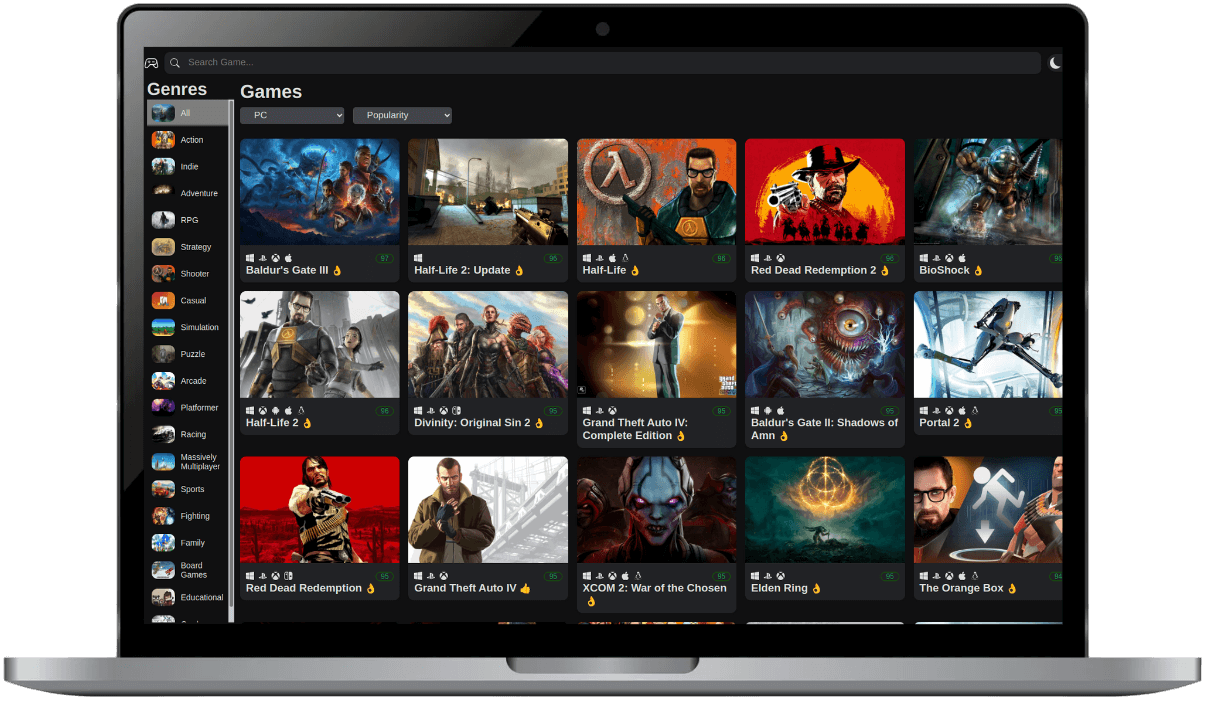 Search Game...
Genres
All
Action
Indie
Adventure
RPG
Strategy
Shooter
Casual
Simulation
Puzzle
Arcade
Platformer
Racing
Massively
Multiplayer
Sports
Fighting
Family
Board
Games
Educational
Games
PC
Popularity
97
Baldur's Gate III 👌
96
Half-Life 2: Update 👌
96
Half-Life 👌
96
Red Dead Redemption 2 👌
BioShock 👌
96
Half-Life 2 👌
95
Divinity: Original Sin 2 👌
95
Grand Theft Auto IV:
Complete Edition 👌
95
Baldur's Gate II: Shadows of
Amn 👌
Portal 2 👌
95
Red Dead Redemption 👌
95
Grand Theft Auto IV 👍
95
XCOM 2: War of the Chosen
👌
95
Elden Ring 👌
The Orange Box 👌